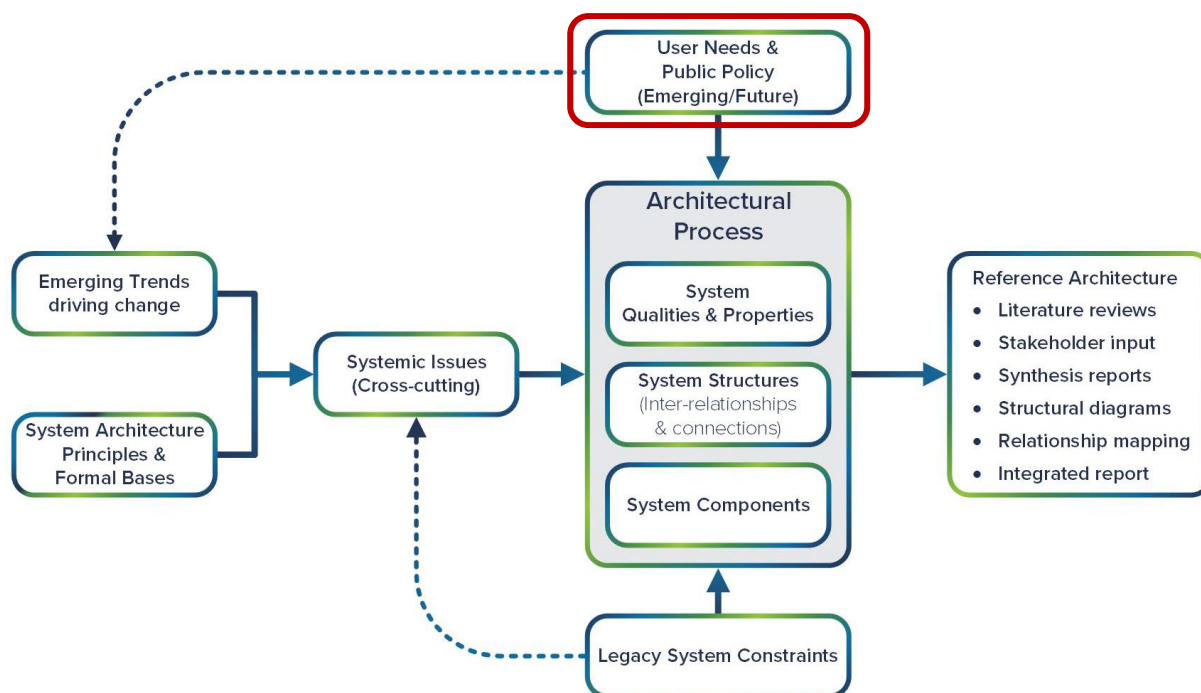 User Needs &
Public Policy
(Emerging/Future)
Architectural
Process
Emerging Trends
driving change
System
Qualities & Properties
Reference Architecture
• Literature reviews
• Stakeholder input
• Synthesis reports
• Structural diagrams
• Relationship mapping
• Integrated report
Systemic Issues
(Cross-cutting)
System Structures
(Inter-relationships
& connections)
System Architecture
Principles &
Formal Bases
System Components
Legacy System Constraints